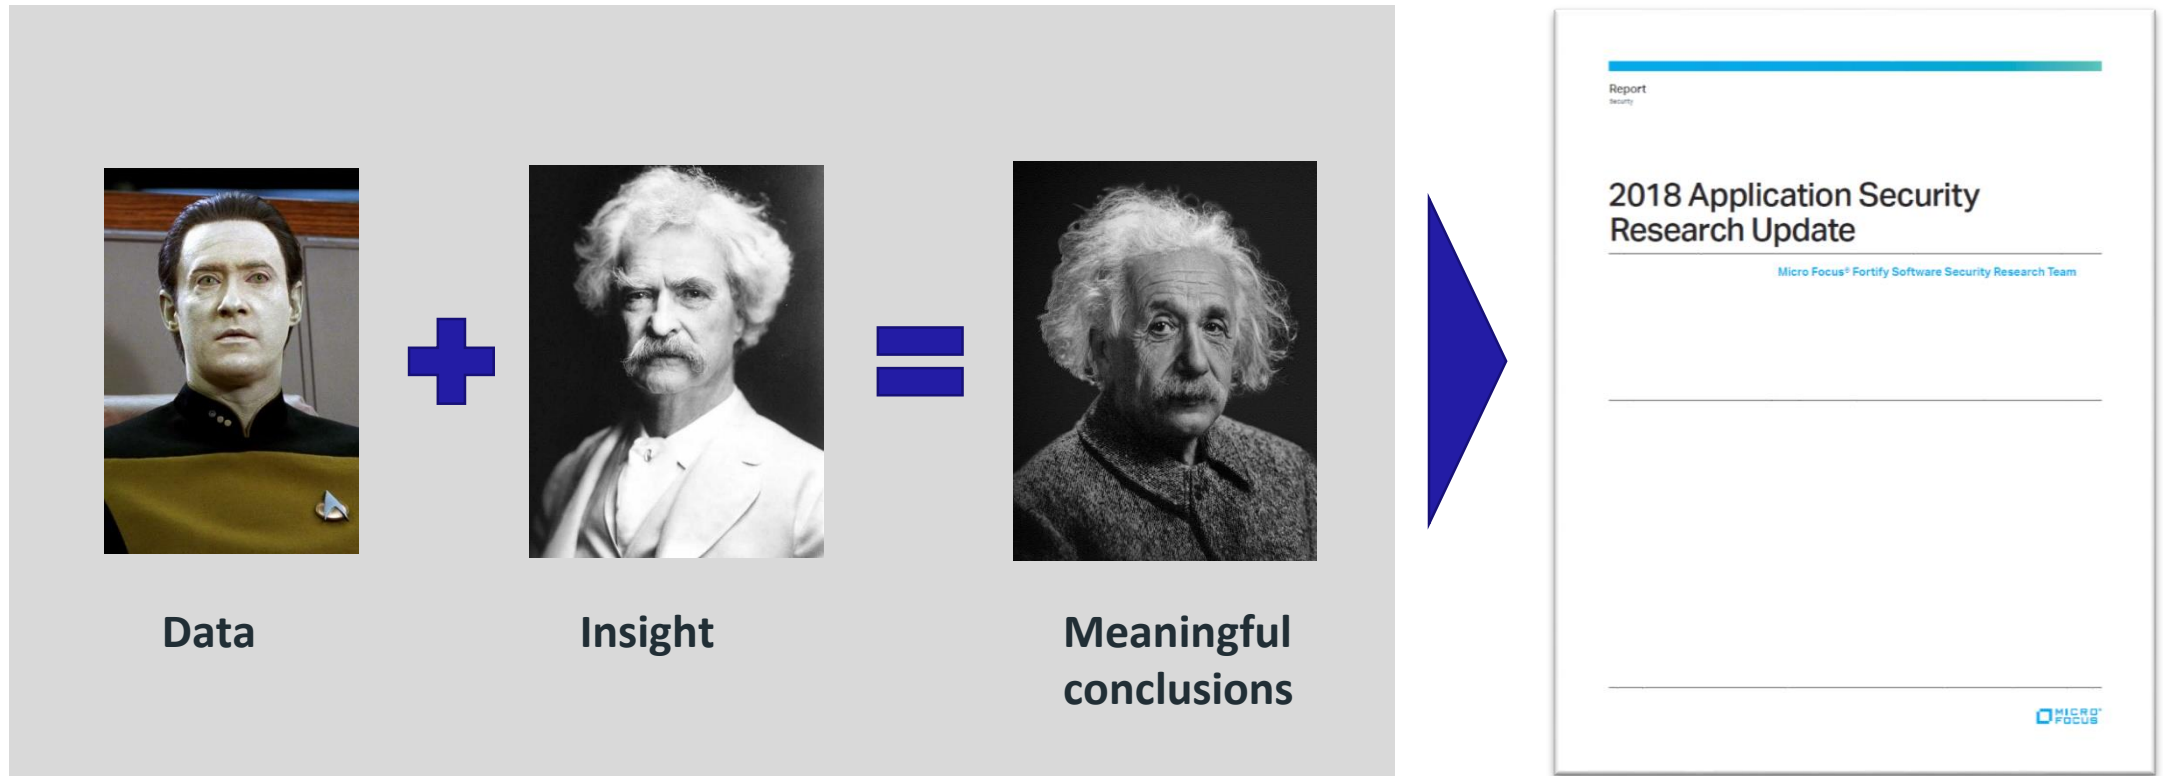 Data
Insight
Meaningful
conclusions
Report
Security
2018 Application Security
Research Update
Micro Focus® Fortify Software Security Research Team
MICRO
FOCUS